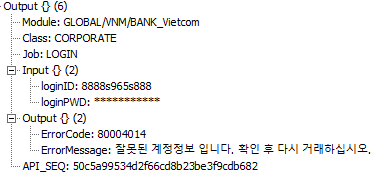 Output {} (6)
Module: GLOBAL/VNM/BANK_Vietcom
Class: CORPORATE
Job: LOGIN
Input {} (2)
loginID: 8888s965s888
loginPWD: ***********
Output {} (2)
ErrorCode: 80004014
ErrorMessage: 잘못된 계정정보 입니다. 확인 후 다시 거래하십시오.
API_SEQ: 50c5a99534d2f66cd8b23be3f9cdb682